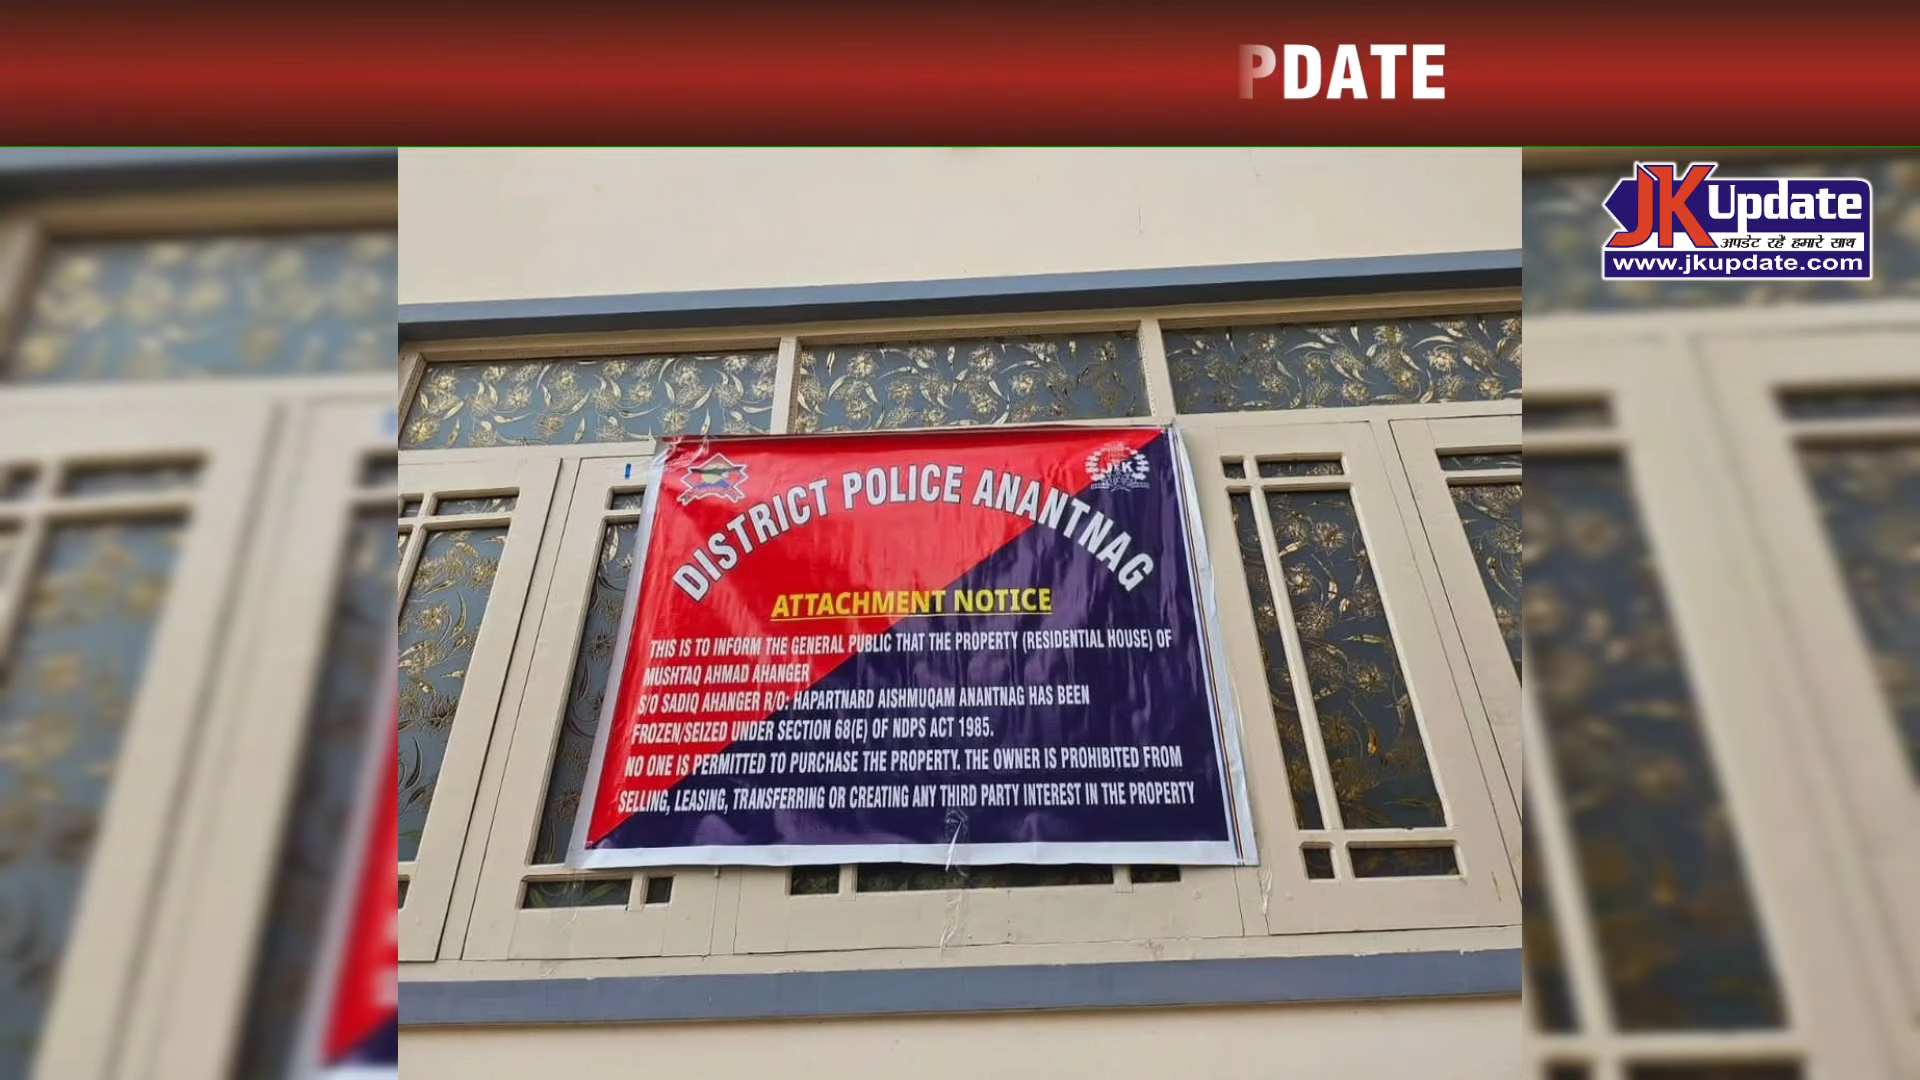 PDATE
JK Update
अपडेट रहें हमारे साथ
www.jkupdate.com
DISTRICT POLICE ANANTNAG
J K
ATTACHMENT NOTICE
THIS IS TO INFORM THE GENERAL PUBLIC THAT THE PROPERTY (RESIDENTIAL HOUSE) OF
MUSHTAQ AHMAD AHANGER
S/O SADIQ AHANGER R/O: HAPARTNARD AISHMUQAM ANANTNAG HAS BEEN
FROZEN/SEIZED UNDER SECTION 68(E) OF NDPS ACT 1985.
NO ONE IS PERMITTED TO PURCHASE THE PROPERTY. THE OWNER IS PROHIBITED FROM
SELLING, LEASING, TRANSFERRING OR CREATING ANY THIRD PARTY INTEREST IN THE PROPERTY